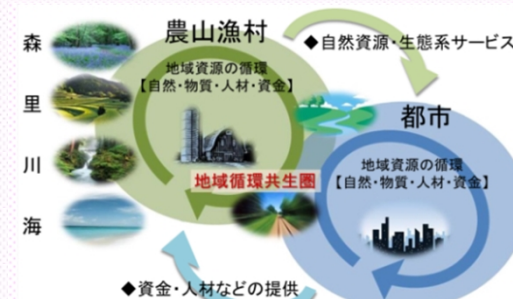 農山漁村
◆自然資源・生態系サービス
森
里
川
海
地域資源の循環
【自然・物質・人材・資金】
都市
地域資源の循環
【自然・物質・人材・資金】
地域循環共生圏
◆資金・人材などの提供